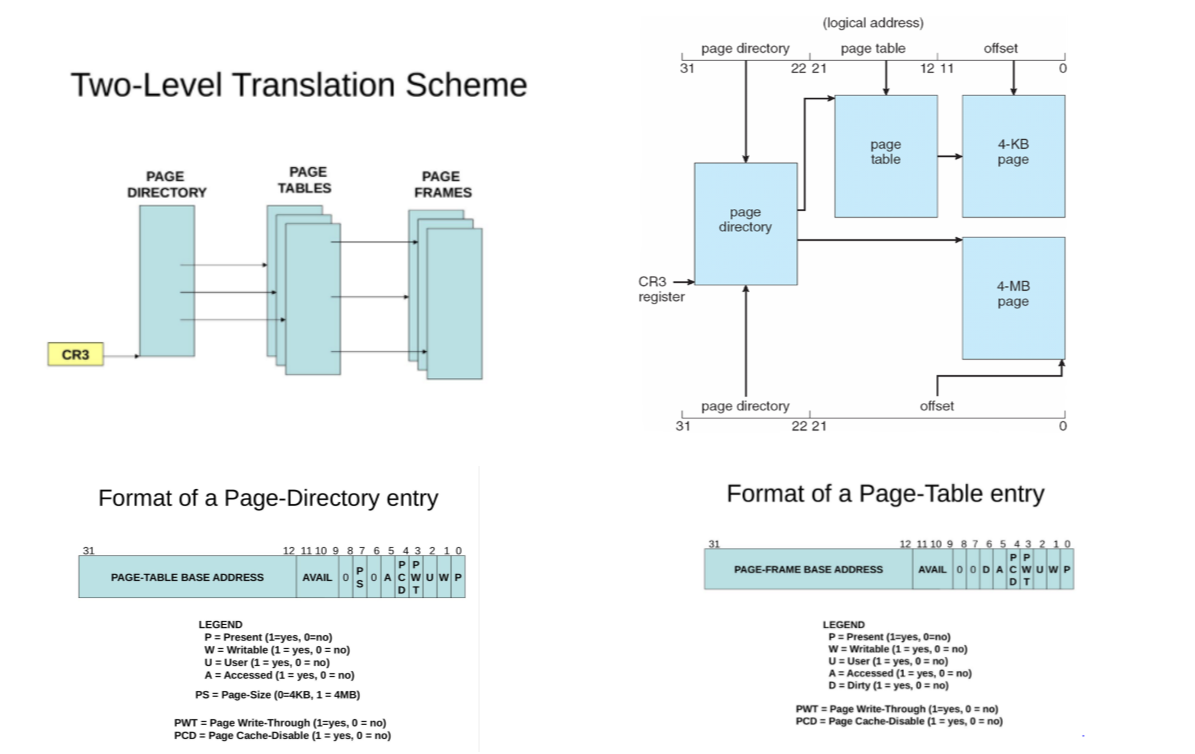 Two-Level Translation Scheme
PAGE
DIRECTORY
PAGE
TABLES
PAGE
FRAMES
CR3
(logical address)
page directory page table offset
31 22 21 12 11 0
page
table
4-KB
page
page
directory
CR3
register
4-MB
page
page directory offset
31 22 21 0
Format of a Page-Directory entry
31 12 11 10 9 8 7 6 5 4 3 2 1 0
PAGE-TABLE BASE ADDRESS AVAIL 0 PS 0 A PCD PWT U W P
LEGEND
P = Present (1=yes, 0=no)
W = Writable (1 = yes, 0 = no)
U = User (1 = yes, 0 = no)
A = Accessed (1 = yes, 0 = no)
PS = Page-Size (0=4KB, 1 = 4MB)
PWT = Page Write-Through (1=yes, 0 = no)
PCD = Page Cache-Disable (1 = yes, 0 = no)
Format of a Page-Table entry
31 12 11 10 9 8 7 6 5 4 3 2 1 0
PAGE-FRAME BASE ADDRESS AVAIL 0 0 D A PCD PWT U W P
LEGEND
P = Present (1=yes, 0=no)
W = Writable (1 = yes, 0 = no)
U = User (1 = yes, 0 = no)
A = Accessed (1 = yes, 0 = no)
D = Dirty (1 = yes, 0 = no)
PWT = Page Write-Through (1=yes, 0 = no)
PCD = Page Cache-Disable (1 = yes, 0 = no)